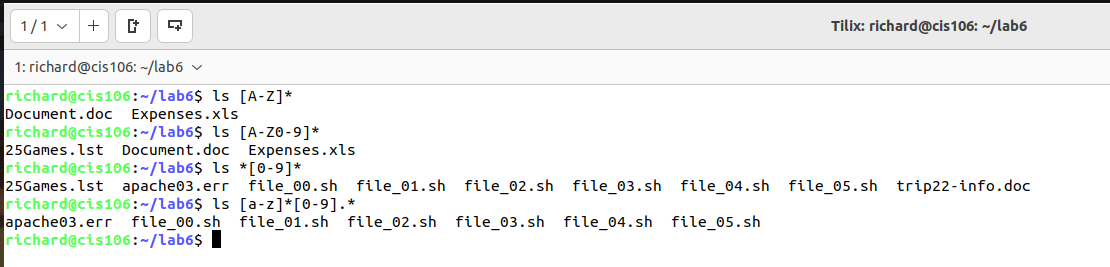 1 / 1
Tilix: richard@cis106: ~/lab6
1: richard@cis106: ~/lab6
richard@cis106:~/lab6$ ls [A-Z]*
Document.doc  Expenses.xls
richard@cis106:~/lab6$ ls [A-Z0-9]*
25Games.lst  Document.doc  Expenses.xls
richard@cis106:~/lab6$ ls *[0-9]*
25Games.lst  apache03.err  file_00.sh  file_01.sh  file_02.sh  file_03.sh  file_04.sh  file_05.sh  trip22-info.doc
richard@cis106:~/lab6$ ls [a-z]*[0-9].*
apache03.err  file_00.sh  file_01.sh  file_02.sh  file_03.sh  file_04.sh  file_05.sh
richard@cis106:~/lab6$